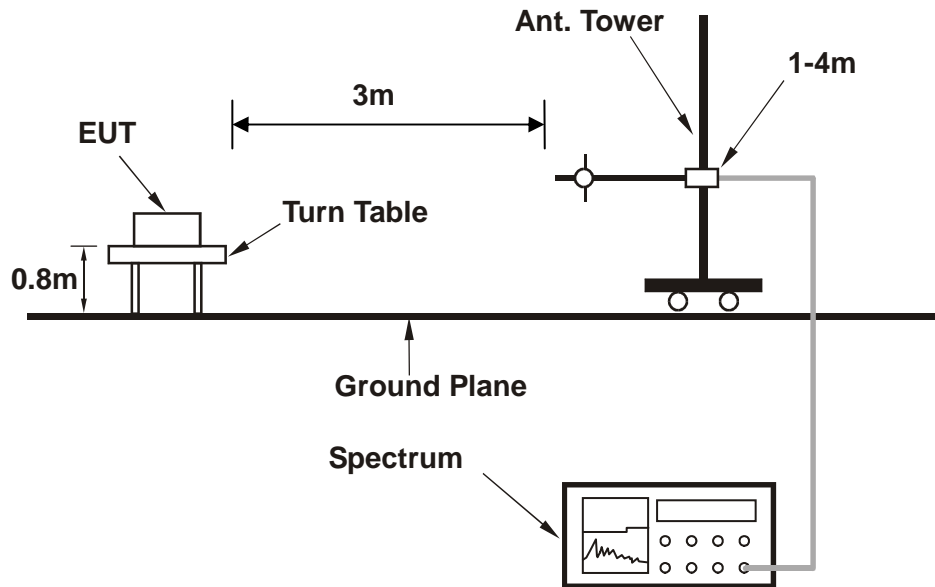 Ant. Tower
1-4m
3m
EUT
Turn Table
0.8m
Ground Plane
Spectrum